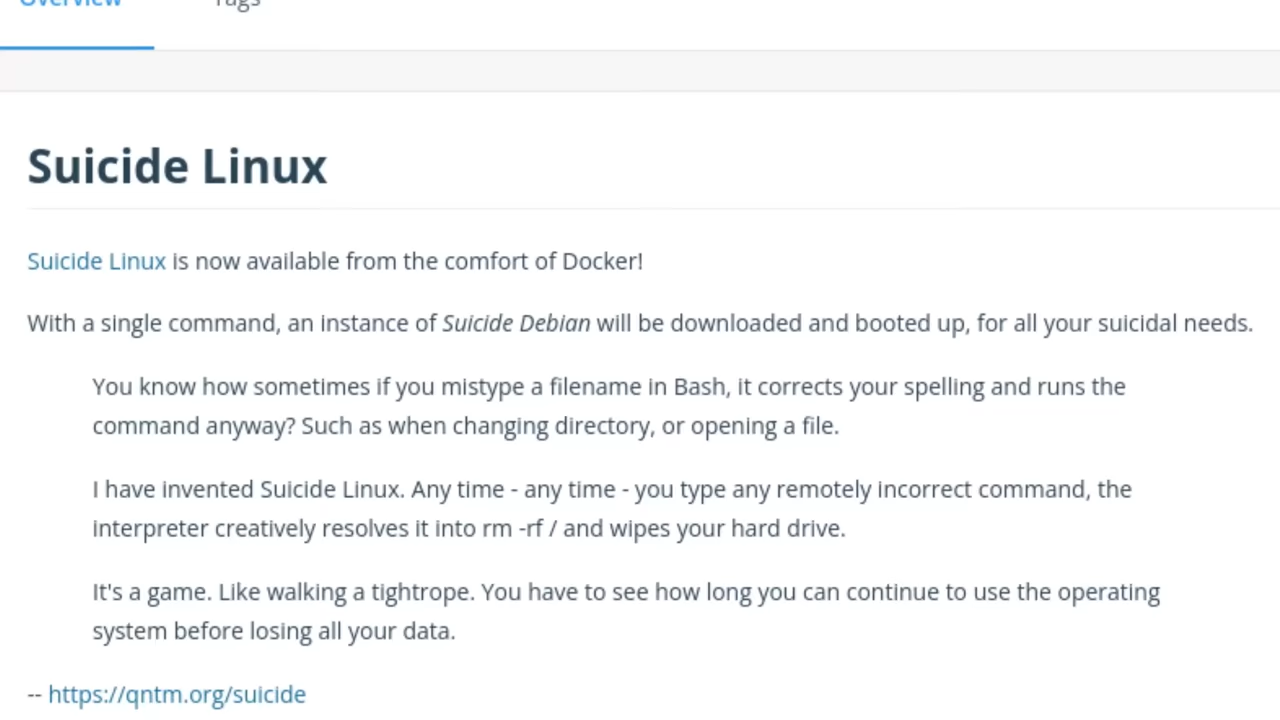 Overview Tags
Suicide Linux
Suicide Linux is now available from the comfort of Docker!
With a single command, an instance of Suicide Debian will be downloaded and booted up, for all your suicidal needs.
You know how sometimes if you mistype a filename in Bash, it corrects your spelling and runs the
command anyway? Such as when changing directory, or opening a file.
I have invented Suicide Linux. Any time - any time - you type any remotely incorrect command, the
interpreter creatively resolves it into rm -rf / and wipes your hard drive.
It's a game. Like walking a tightrope. You have to see how long you can continue to use the operating
system before losing all your data.
-- https://qntm.org/suicide